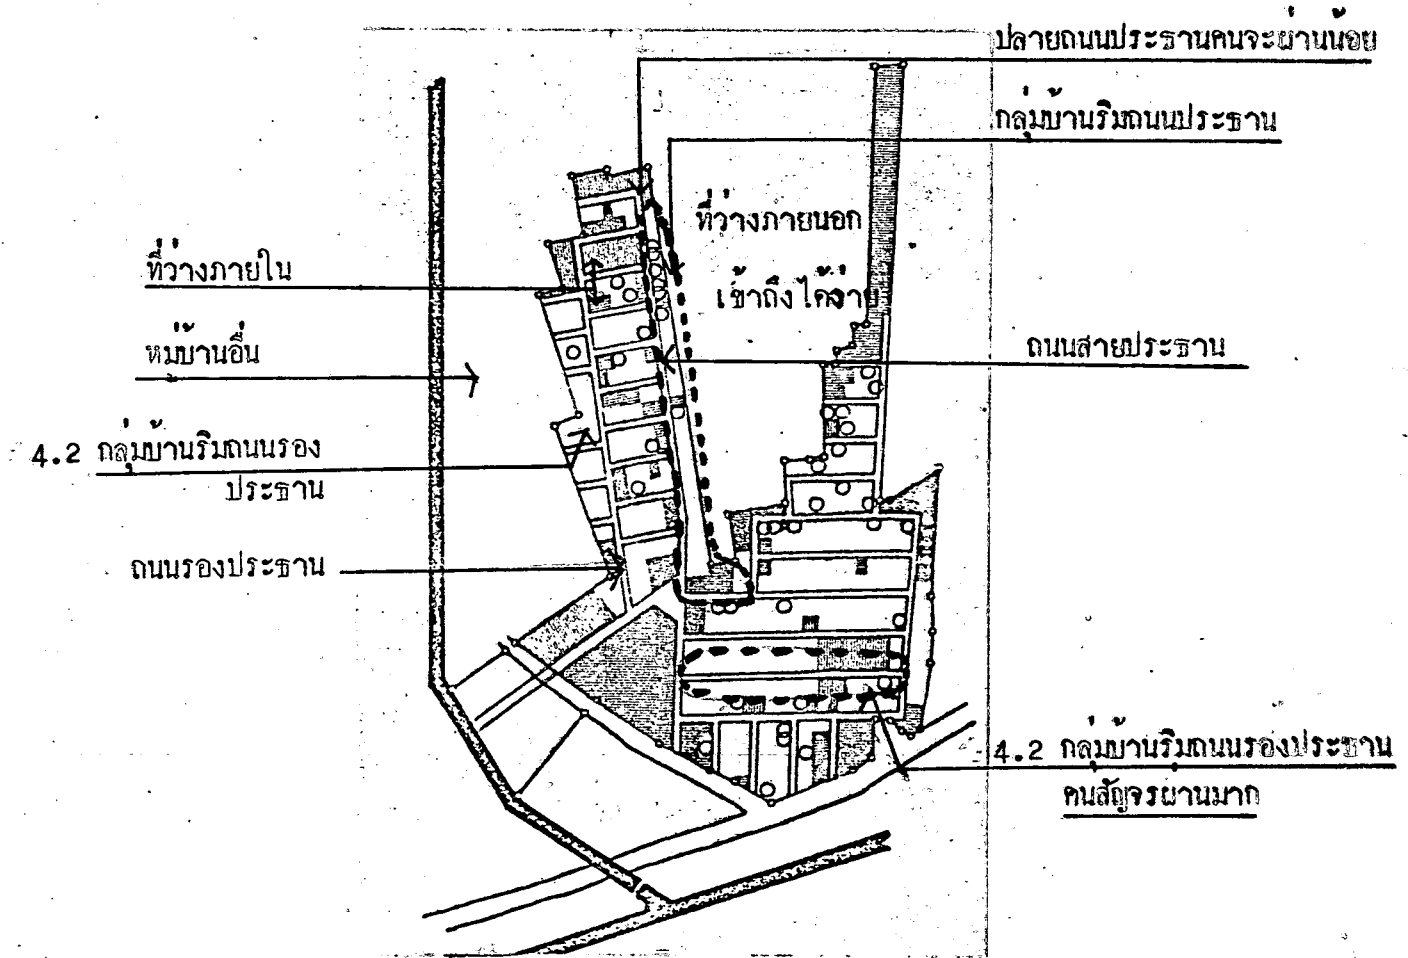 ปลายถนนประธานคนจะผ่านน้อย
กลุ่มบ้านริมถนนประธาน
ที่ว่างภายนอก
เข้าถึงได้ง่าย
ที่ว่างภายใน
หมู่บ้านอื่น
ถนนสายประธาน
4.2 กลุ่มบ้านริมถนนรอง
ประธาน
ถนนรองประธาน
4.2 กลุ่มบ้านริมถนนรองประธาน
คนสัญจรผ่านมาก